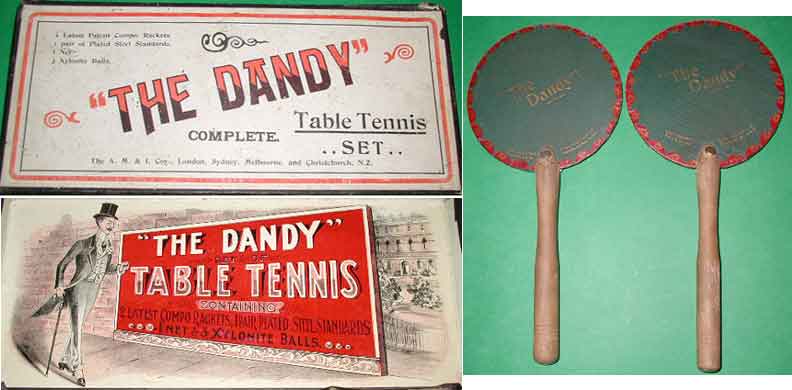 Latest Patent Compo Rackets
1 pair of Plated Steel Standards.
1 Net
Xylonite Balls.
"THE DANDY"
COMPLETE.
Table Tennis
..SET..
The A. M. & I. Coy., London, Sydney, Melbourne, and Christchurch, N.Z.
"THE DANDY"
TABLE TENNIS
CONTAINING
2 LATEST COMPO RACKETS, 1 PAIR PLATED STEEL STANDARDS
1 NET & 3 XYLONITE BALLS.
"The
Dandy"
"The
Dandy"